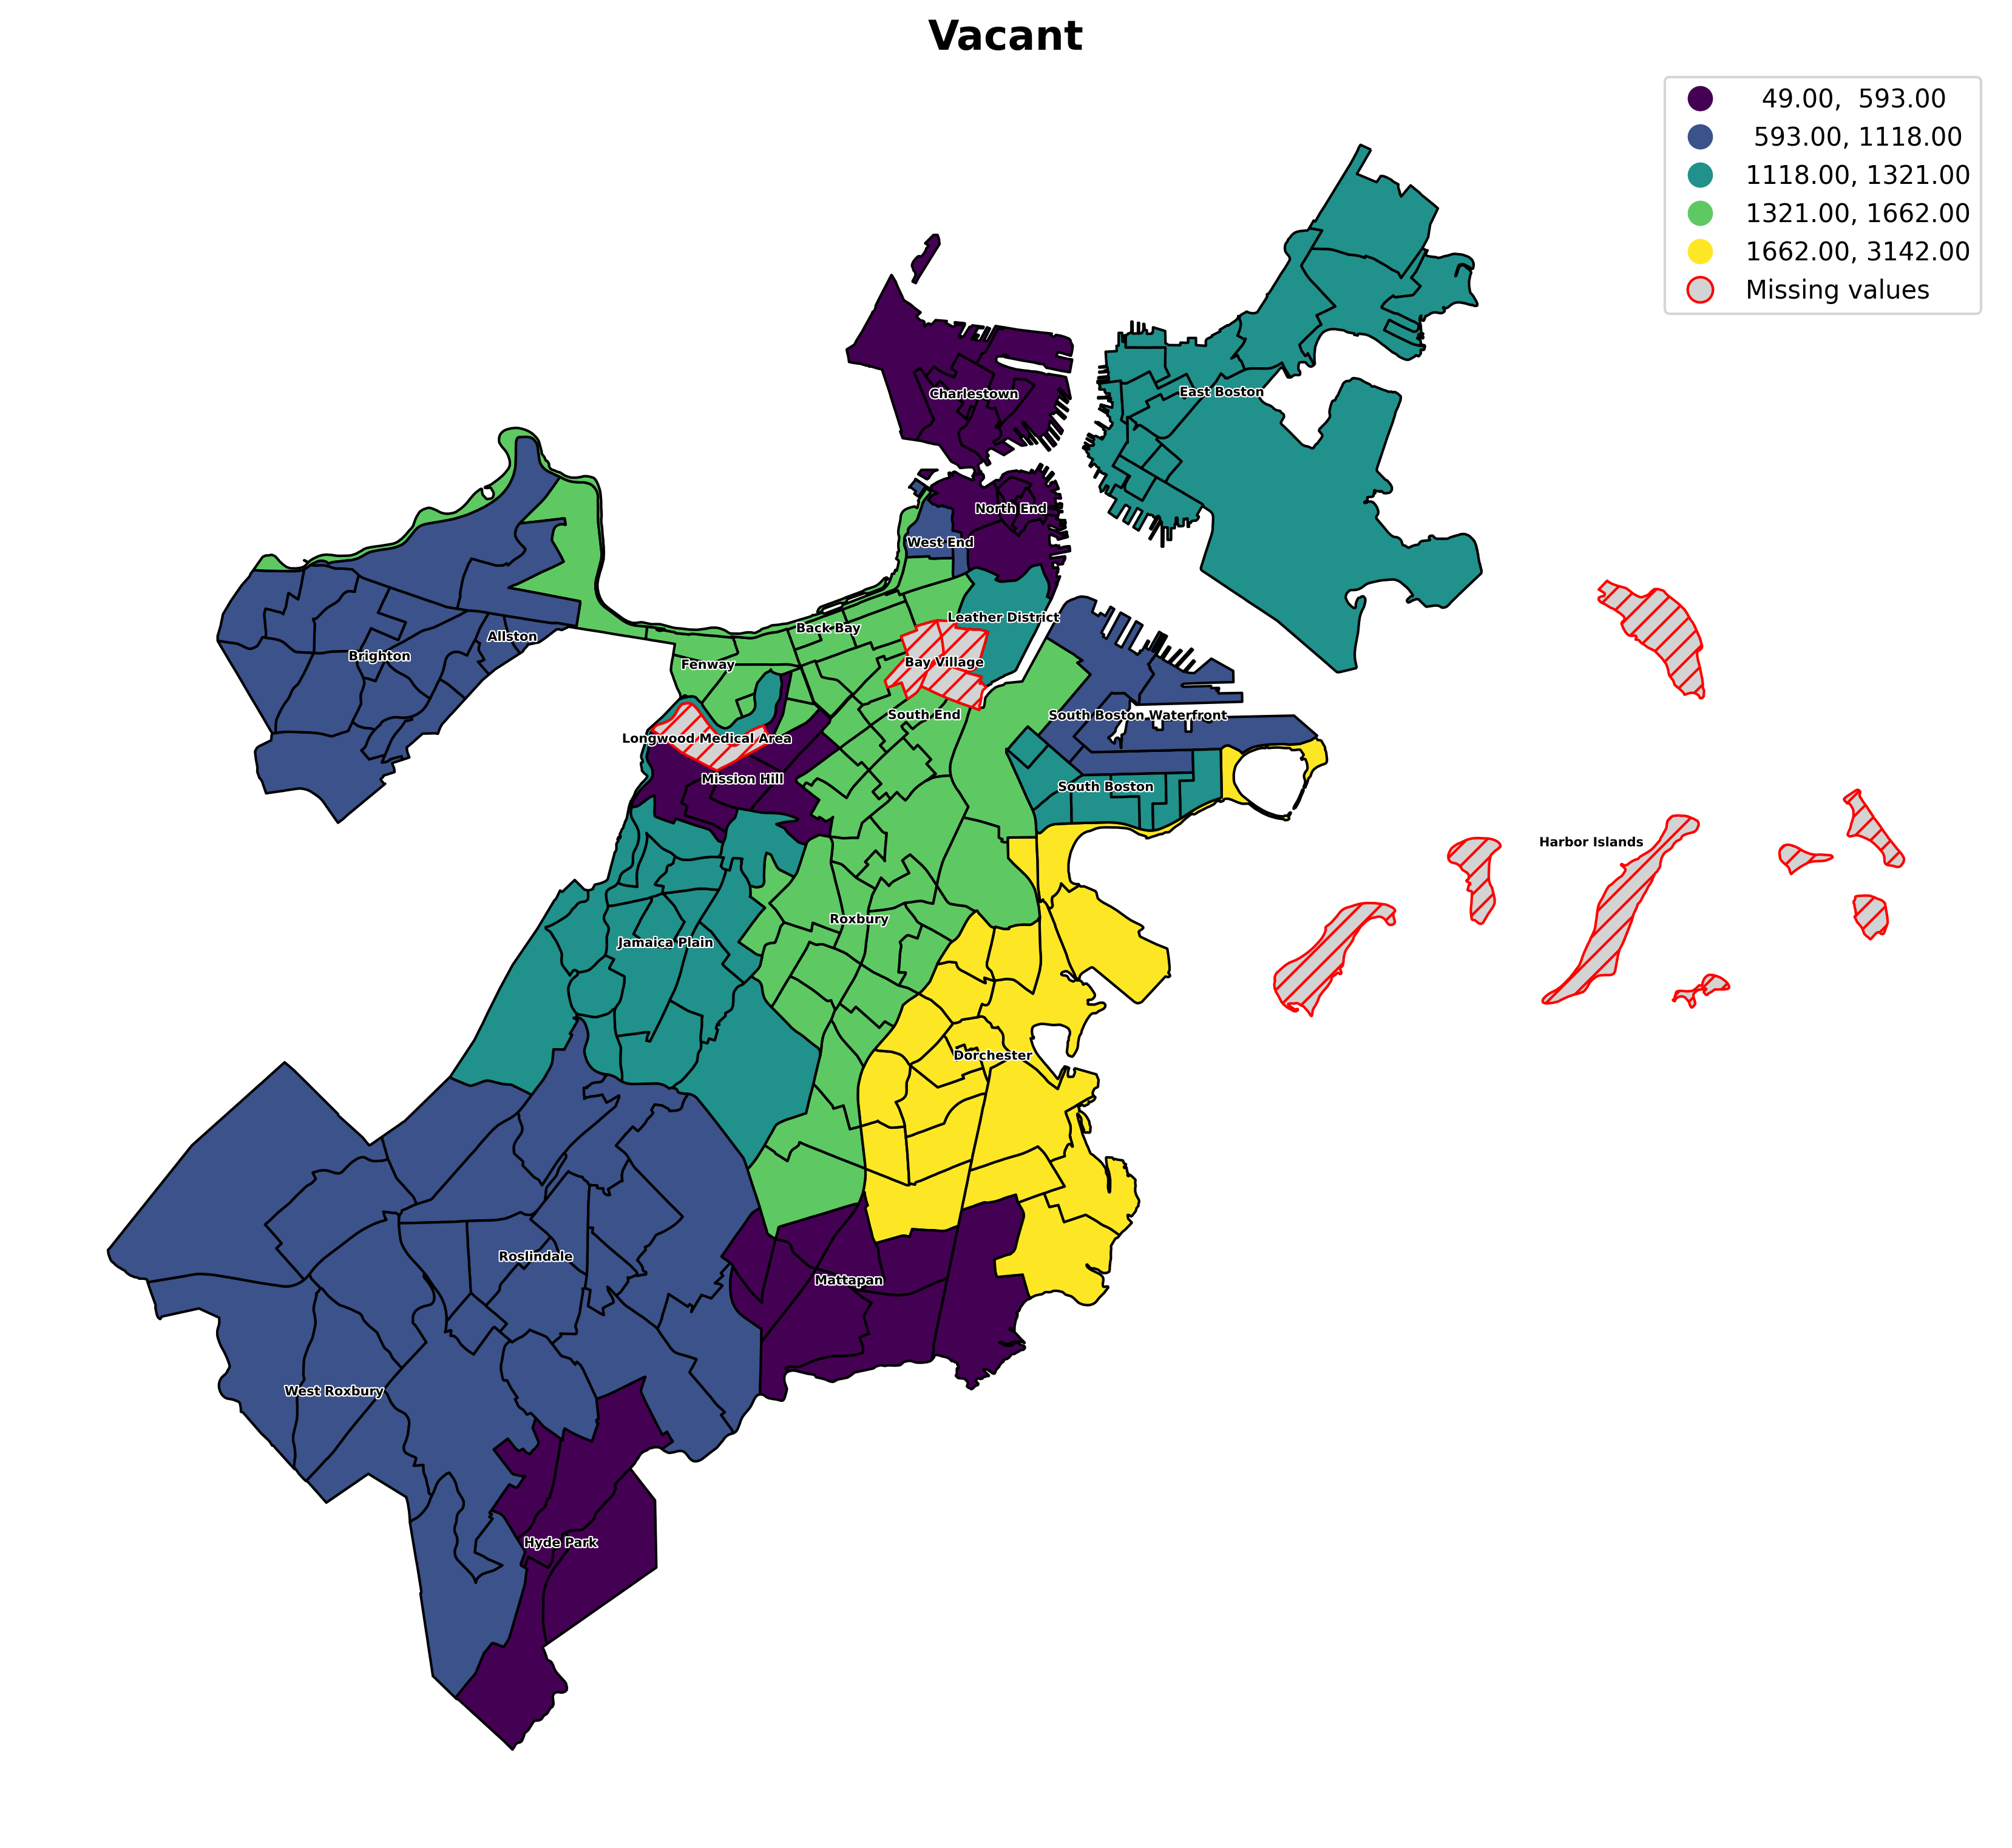 Vacant
49.00, 593.00
593.00, 1118.00
1118.00, 1321.00
1321.00, 1662.00
1662.00, 3142.00
Missing values
Charlestown
East Boston
North End
West End
Leather District
Back Bay
Allston
Brighton
Fenway
Bay Village
South End
South Boston Waterfront
Longwood Medical Area
Mission Hill
South Boston
Harbor Islands
Roxbury
Jamaica Plain
Dorchester
Roslindale
Mattapan
West Roxbury
Hyde Park